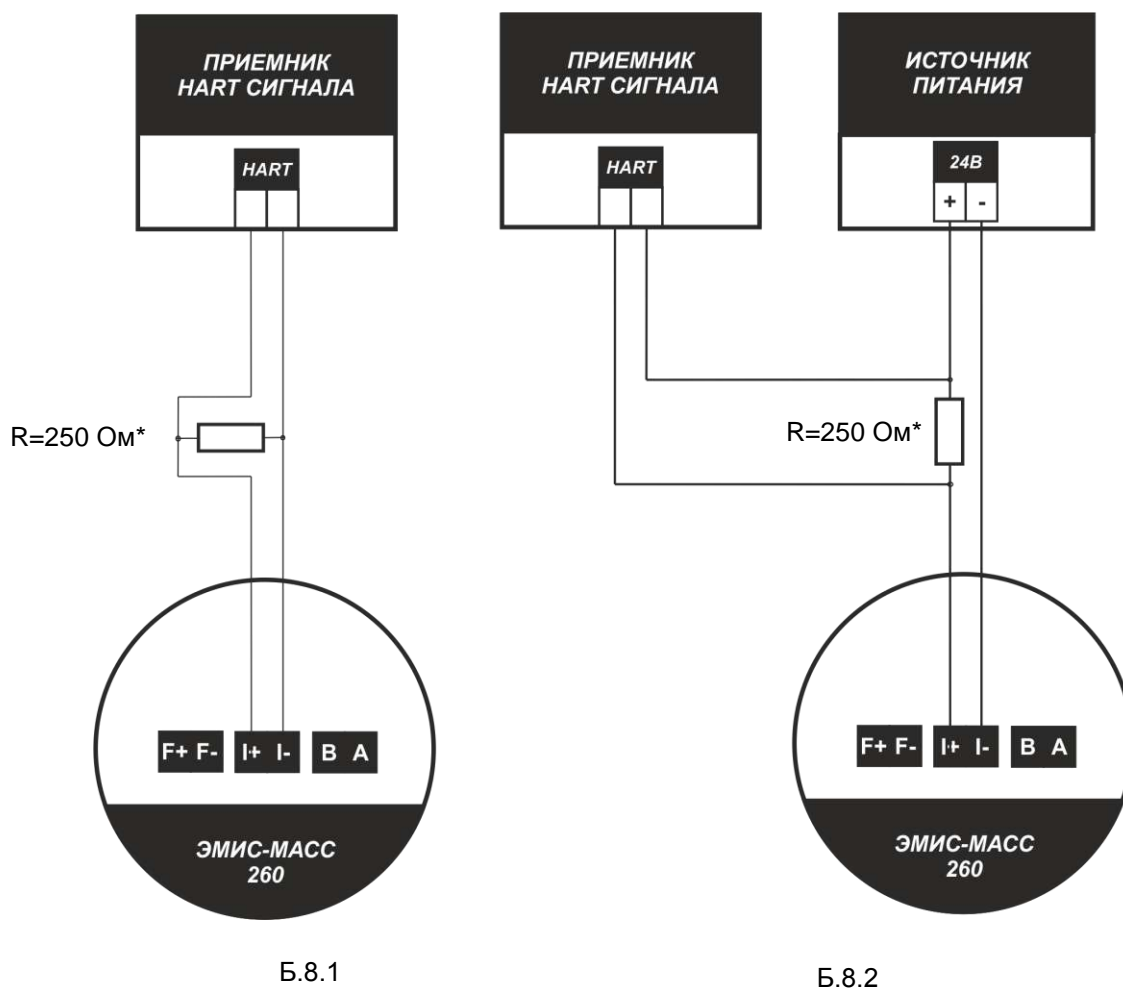 ПРИЕМНИК
HART СИГНАЛА
HART
R=250 Ом*
F+ F- I+ I- B A
ЭМИС-МАСС
260
Б.8.1
ПРИЕМНИК
HART СИГНАЛА
HART
ИСТОЧНИК
ПИТАНИЯ
24В
+ -
R=250 Ом*
F+ F- I+ I- B A
ЭМИС-МАСС
260
Б.8.2